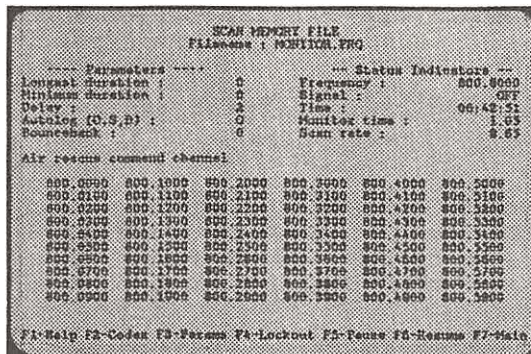 SCAN MEMORY FILE
Filename : MONITOR.FRQ
---- Parameters ---- -- Status Indicators --
Longest duration : 0 Frequency : 800.0000
Minimum duration : 0 Signal : OFF
Delay : 2 Time : 06:42:51
Autolog (O,S,D) : O Monitor time : 1.05
Bounceback : 0 Scan rate : 8.65
Air rescue command channel
800.0000 800.1000 800.2000 800.3000 800.4000 800.5000
800.0100 800.1100 800.2100 800.3100 800.4100 800.5100
800.0200 800.1200 800.2200 800.3200 800.4200 800.5200
800.0300 800.1300 800.2300 800.3300 800.4300 800.5300
800.0400 800.1400 800.2400 800.3400 800.4400 800.5400
800.0500 800.1500 800.2500 800.3500 800.4500 800.5500
800.0600 800.1600 800.2600 800.3600 800.4600 800.5600
800.0700 800.1700 800.2700 800.3700 800.4700 800.5700
800.0800 800.1800 800.2800 800.3800 800.4800 800.5800
800.0900 800.1900 800.2900 800.3900 800.4900 800.5900
F1-Help F2-Codes F3-Params F4-Lockout F5-Pause F6-Resume F7-Main